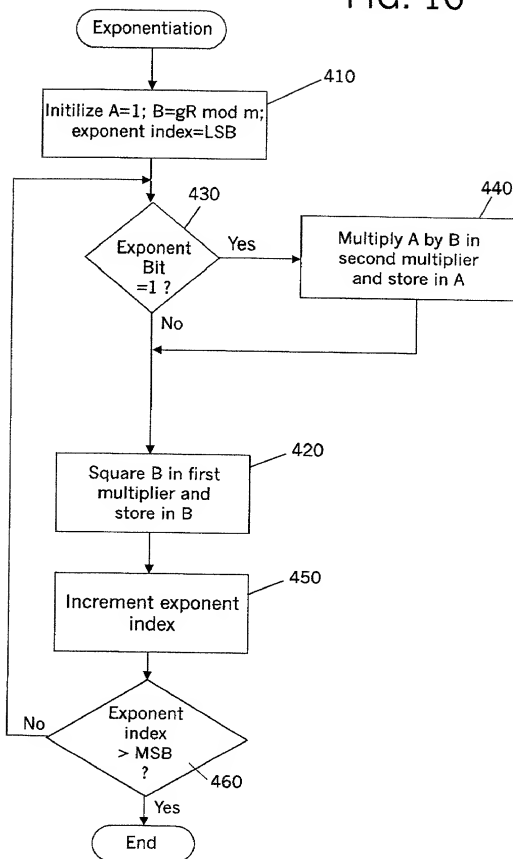 FIG. 10
Exponentiation
410
Initilize A=1; B=gR mod m;
exponent index=LSB
430
440
Exponent
Bit
=1 ?
Yes
Multiply A by B in
second multiplier
and store in A
No
420
Square B in first
multiplier and
store in B
450
Increment exponent
index
No
Exponent
index
> MSB
?
460
Yes
End